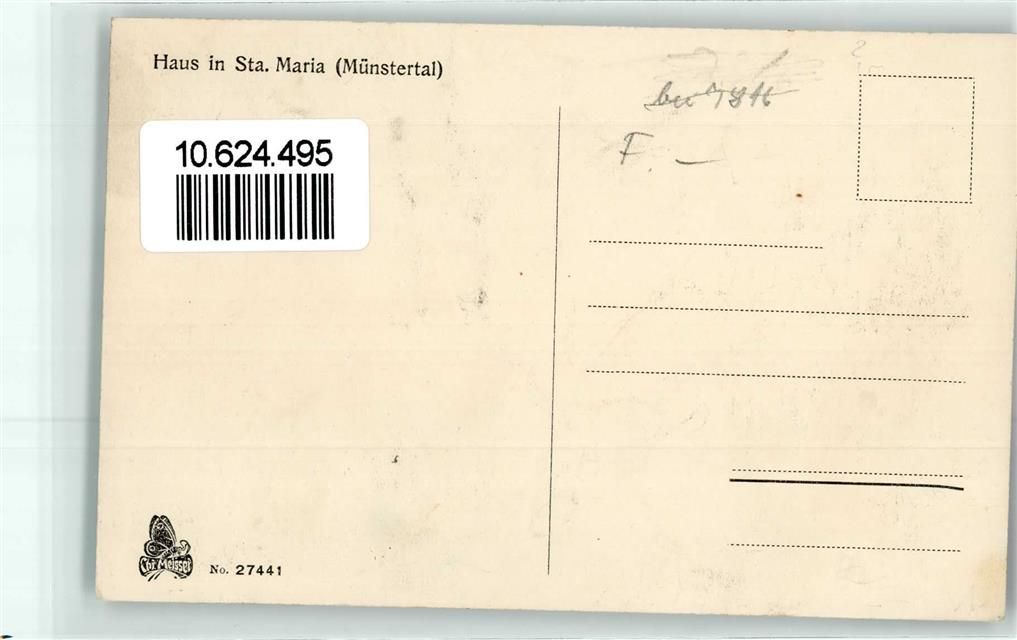 Haus in Sta. Maria (Münstertal)
10.624.495
F. —
Chr. Meisser
No. 27441